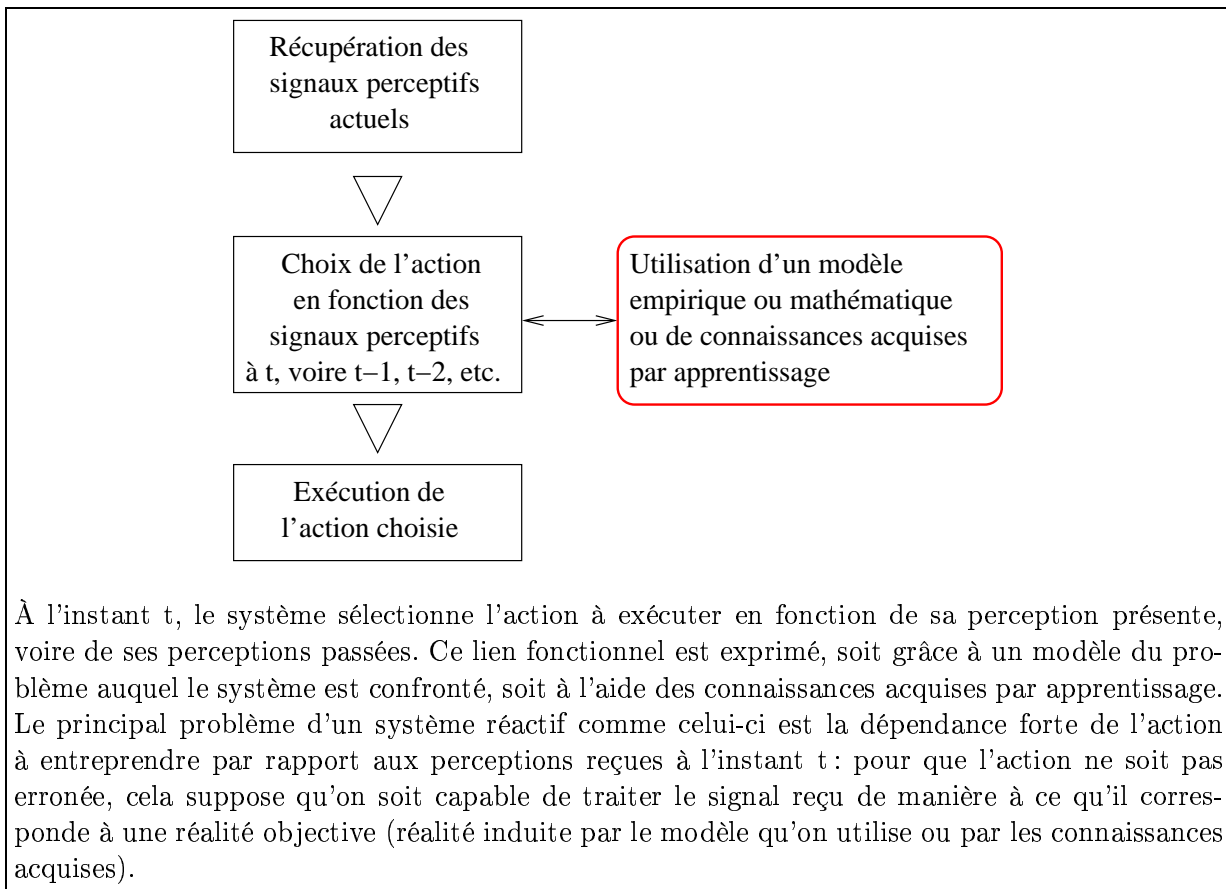 Récupération des
signaux perceptifs
actuels
Choix de l'action
en fonction des
signaux perceptifs
à t, voire t−1, t−2, etc.
Utilisation d'un modèle
empirique ou mathématique
ou de connaissances acquises
par apprentissage
Exécution de
l'action choisie
À l'instant t, le système sélectionne l'action à exécuter en fonction de sa perception présente,
voire de ses perceptions passées. Ce lien fonctionnel est exprimé, soit grâce à un modèle du pro-
blème auquel le système est confronté, soit à l'aide des connaissances acquises par apprentissage.
Le principal problème d'un système réactif comme celui-ci est la dépendance forte de l'action
à entreprendre par rapport aux perceptions reçues à l'instant t : pour que l'action ne soit pas
erronée, cela suppose qu'on soit capable de traiter le signal reçu de manière à ce qu'il corres-
ponde à une réalité objective (réalité induite par le modèle qu'on utilise ou par les connaissances
acquises).